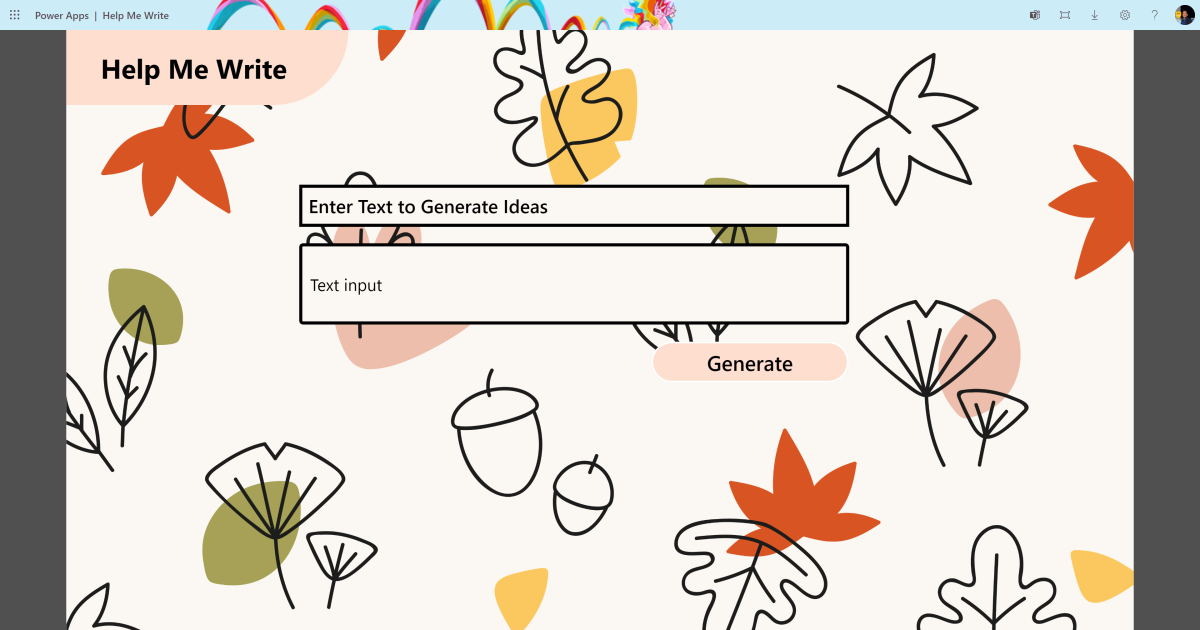 Power Apps | Help Me Write
Help Me Write
Enter Text to Generate Ideas
Text input
Generate